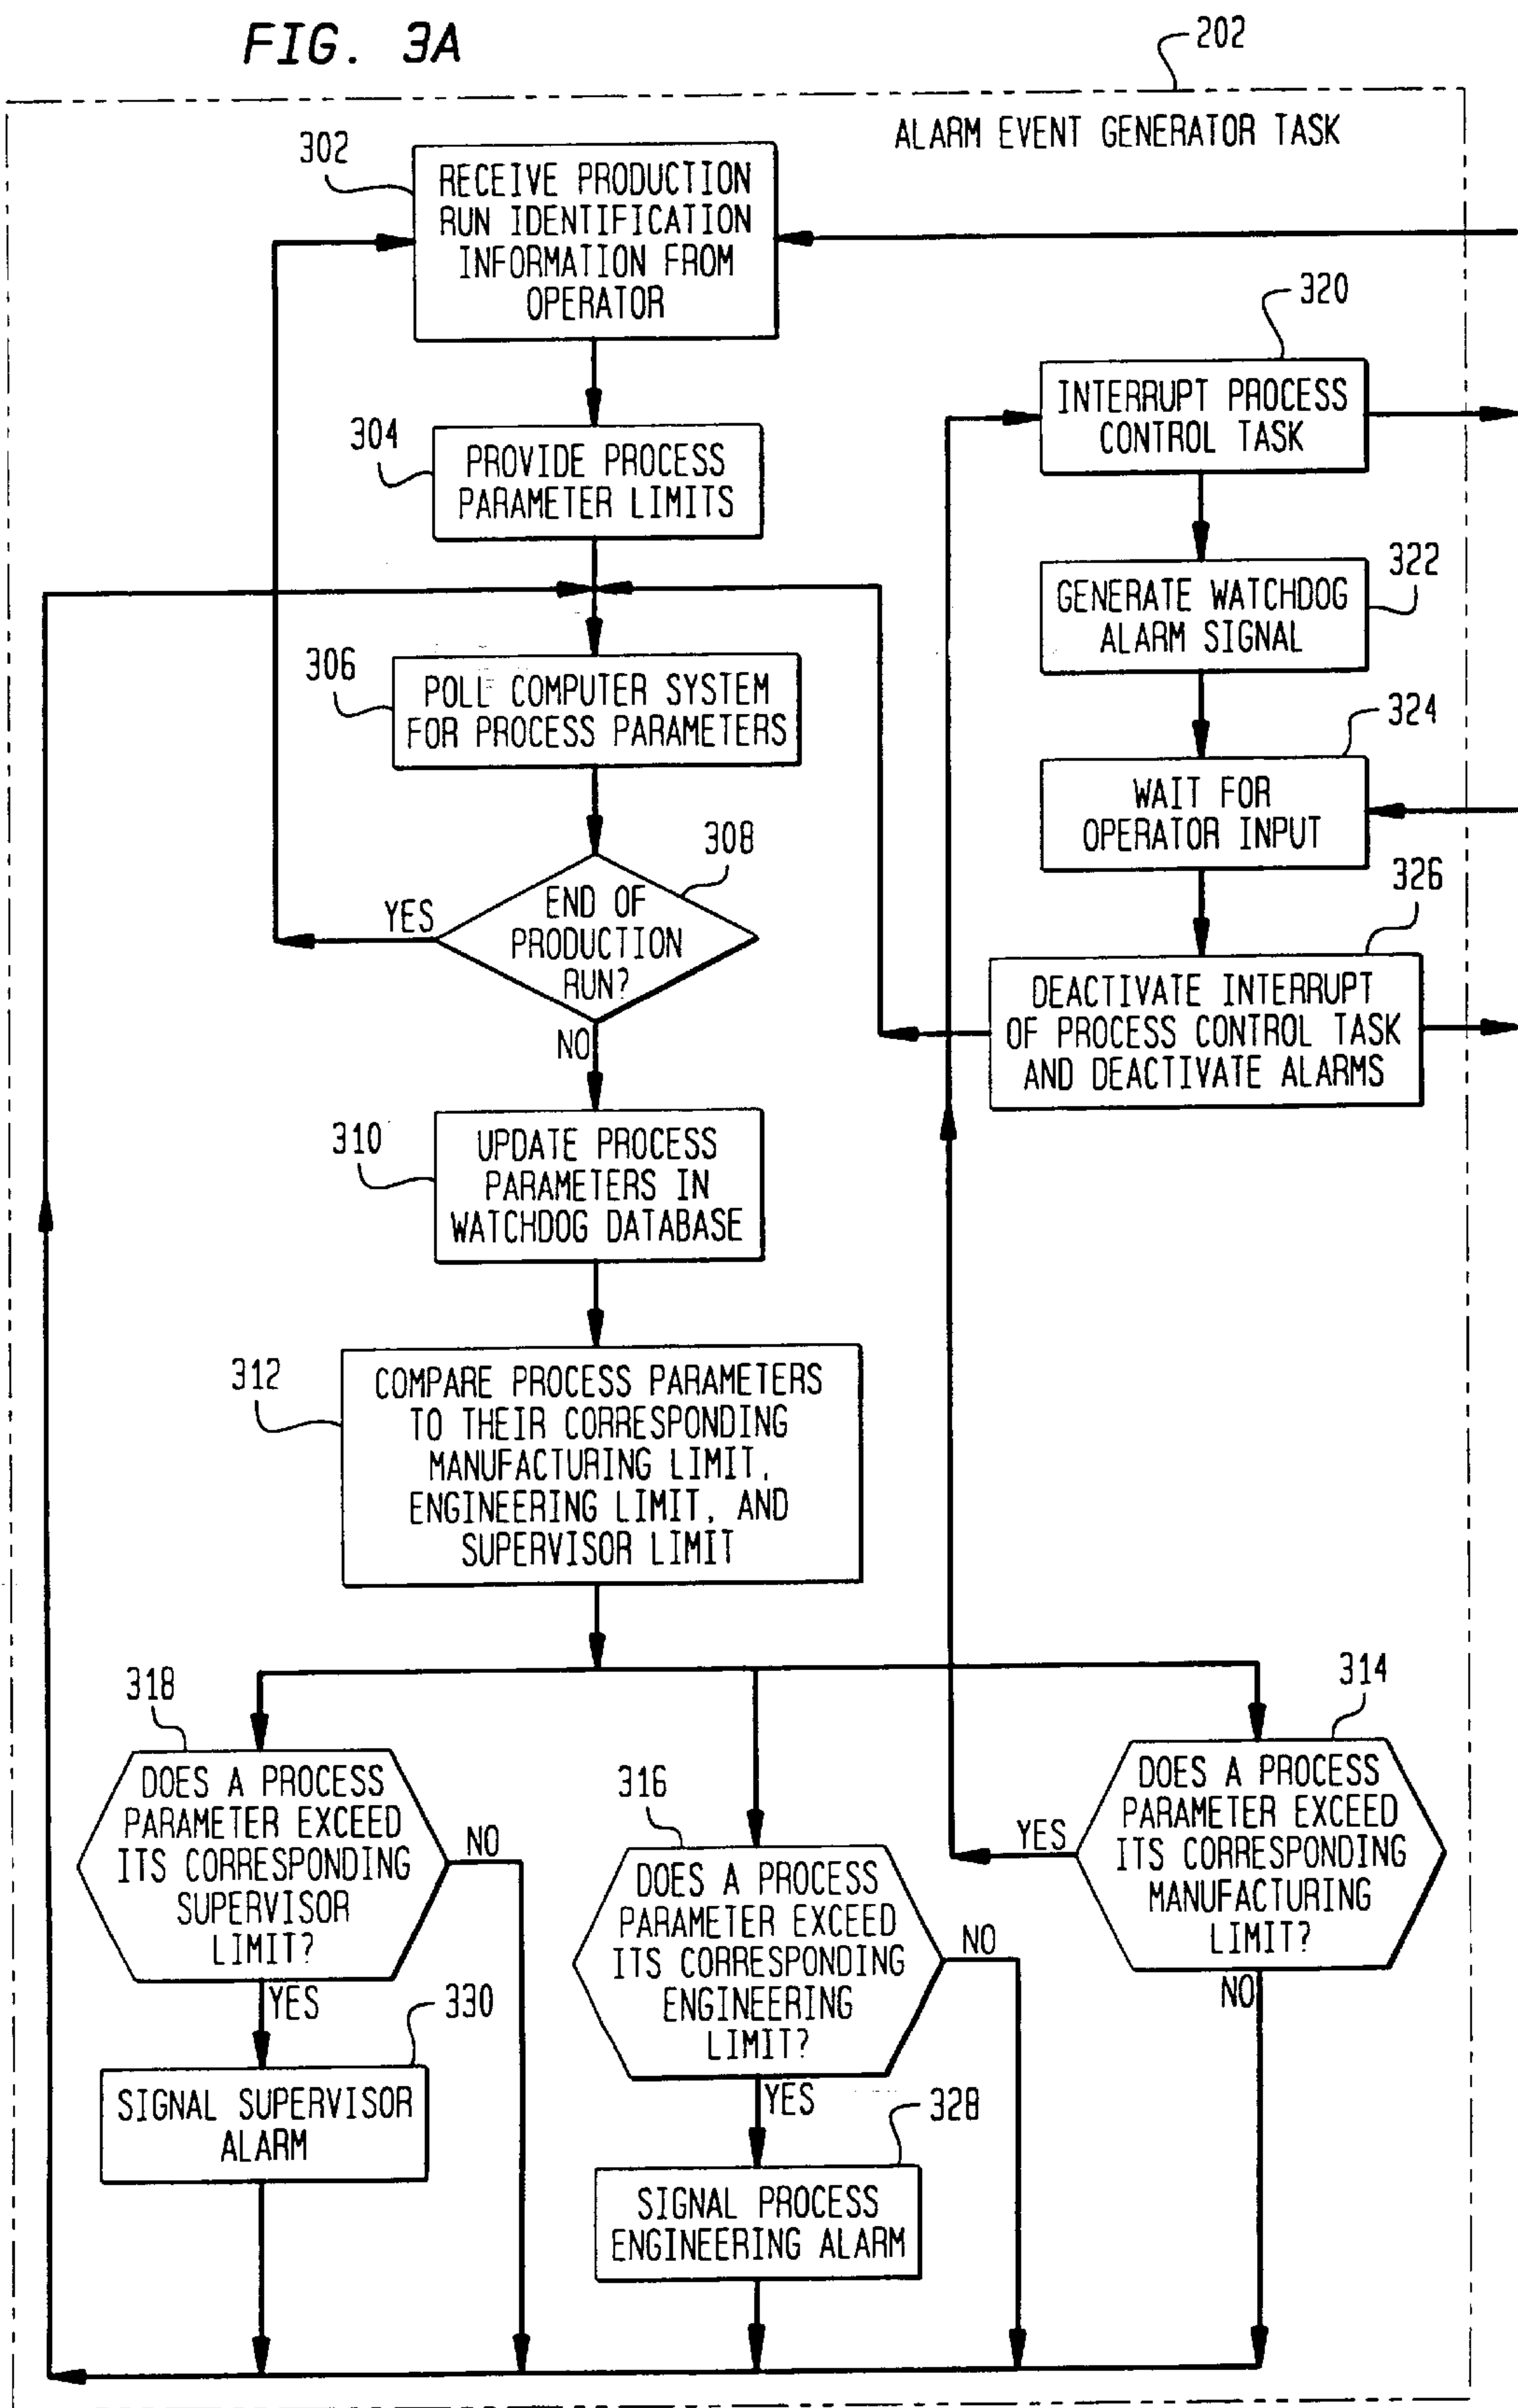 FIG. 3A
202
ALARM EVENT GENERATOR TASK
302
RECEIVE PRODUCTION
RUN IDENTIFICATION
INFORMATION FROM
OPERATOR
304
PROVIDE PROCESS
PARAMETER LIMITS
306
POLL COMPUTER SYSTEM
FOR PROCESS PARAMETERS
308
END OF
PRODUCTION
RUN?
YES
NO
310
UPDATE PROCESS
PARAMETERS IN
WATCHDOG DATABASE
312
COMPARE PROCESS PARAMETERS
TO THEIR CORRESPONDING
MANUFACTURING LIMIT,
ENGINEERING LIMIT, AND
SUPERVISOR LIMIT
320
INTERRUPT PROCESS
CONTROL TASK
322
GENERATE WATCHDOG
ALARM SIGNAL
324
WAIT FOR
OPERATOR INPUT
326
DEACTIVATE INTERRUPT
OF PROCESS CONTROL TASK
AND DEACTIVATE ALARMS
318
DOES A PROCESS
PARAMETER EXCEED
ITS CORRESPONDING
SUPERVISOR
LIMIT?
NO
YES
330
SIGNAL SUPERVISOR
ALARM
316
DOES A PROCESS
PARAMETER EXCEED
ITS CORRESPONDING
ENGINEERING
LIMIT?
NO
YES
328
SIGNAL PROCESS
ENGINEERING ALARM
314
DOES A PROCESS
PARAMETER EXCEED
ITS CORRESPONDING
MANUFACTURING
LIMIT?
YES
NO